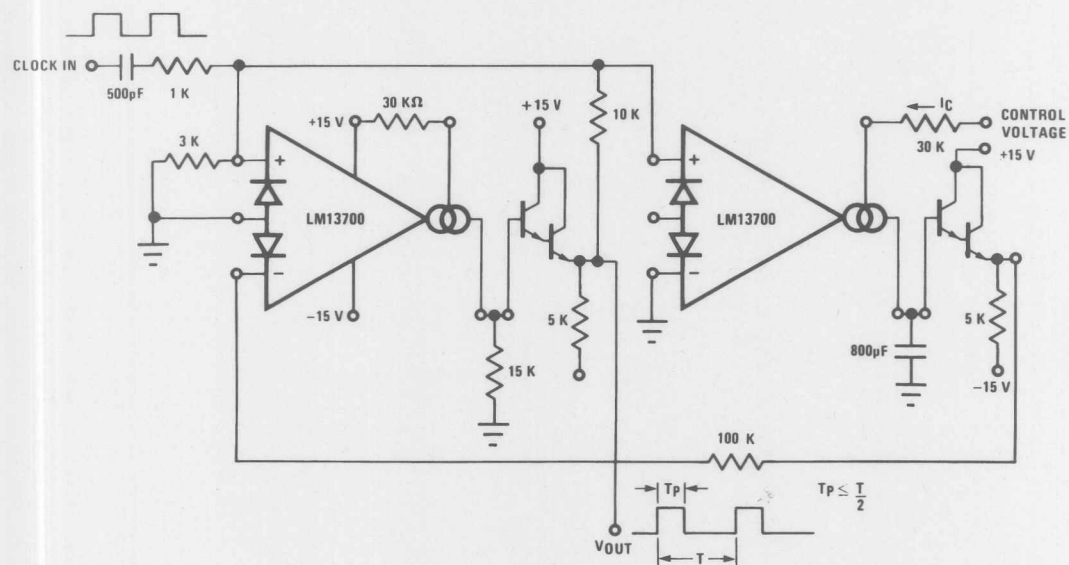 CLOCK IN
500pF
1 K
3 K
+
−
+15 V
30 KΩ
LM13700
−15 V
+15 V
10 K
5 K
15 K
+
−
LM13700
IC
CONTROL
VOLTAGE
30 K
+15 V
800µF
5 K
−15 V
100 K
TP
TP ≤ T/2
VOUT
T